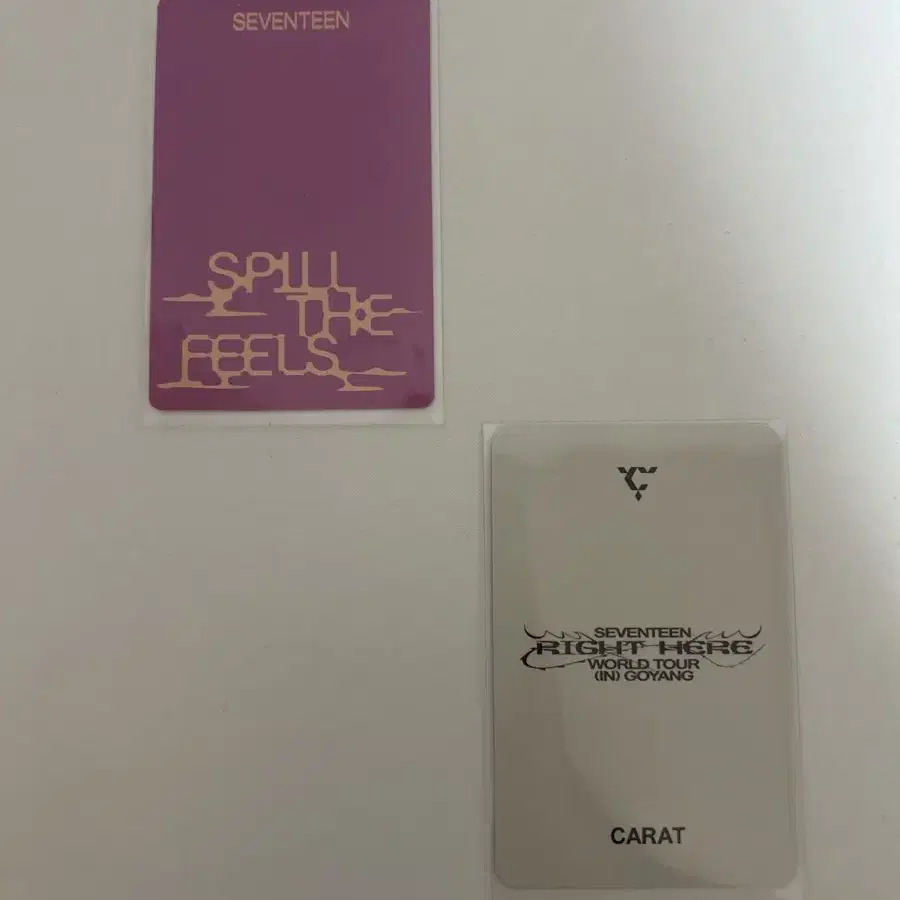 SEVENTEEN
SPILL
THE
FEELS
SEVENTEEN
RIGHT HERE
WORLD TOUR
(IN) GOYANG
CARAT